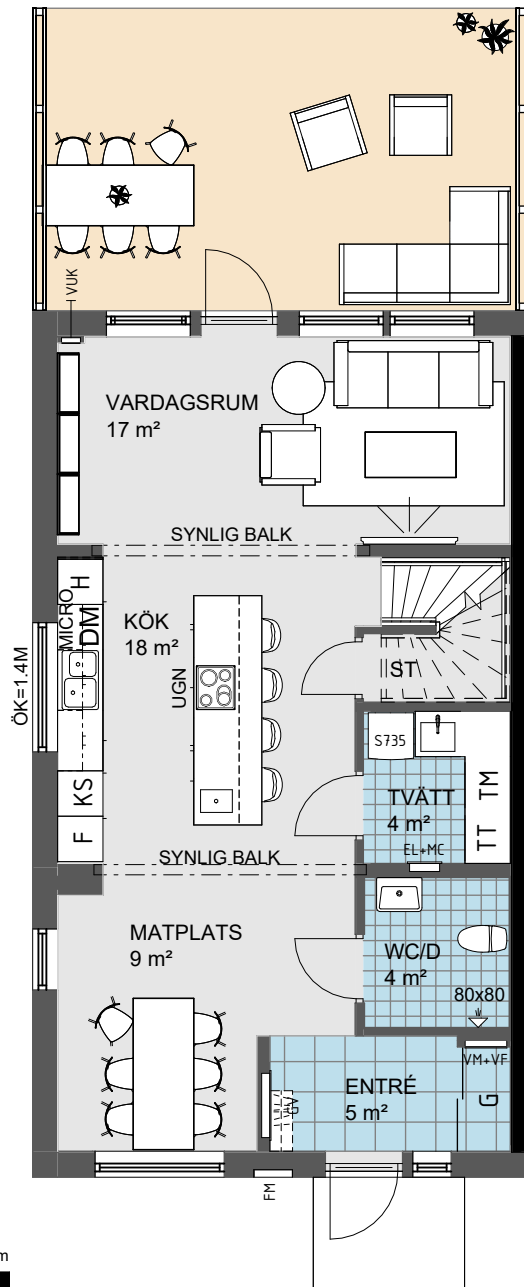 VUK
VARDAGSRUM
17 m²
SYNLIG BALK
H
MICRO
DM
KÖK
18 m²
UGN
ÖK=1.4M
ST
KS
F
S735
TVÄTT
4 m²
TM
TT
EL+MC
SYNLIG BALK
MATPLATS
9 m²
WC/D
4 m²
80x80
VM+VF
ENTRÉ
5 m²
G
FM
m